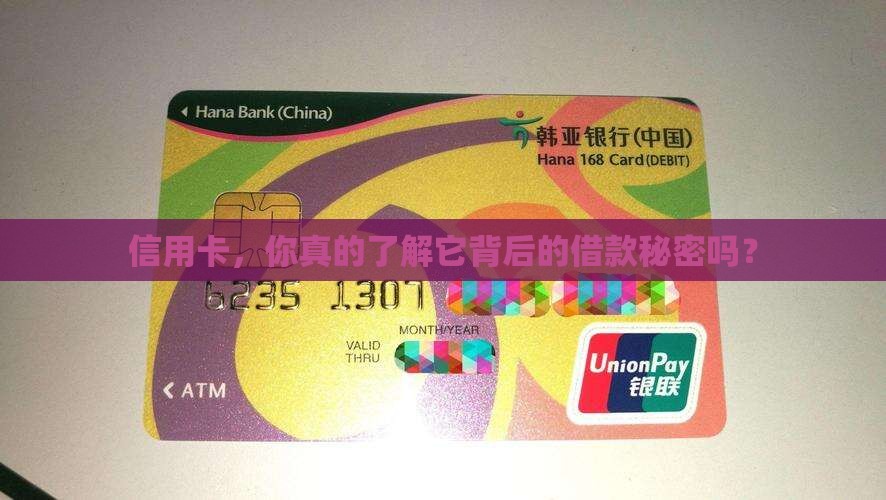 Hana Bank (China)
韩亚银行(中国)
Hana 168 Card(DEBIT)
信用卡，你真的了解它背后的借款秘密吗？
6235 1307
MONTH/YEAR
VALID
THRU
UnionPay
银联
ATM